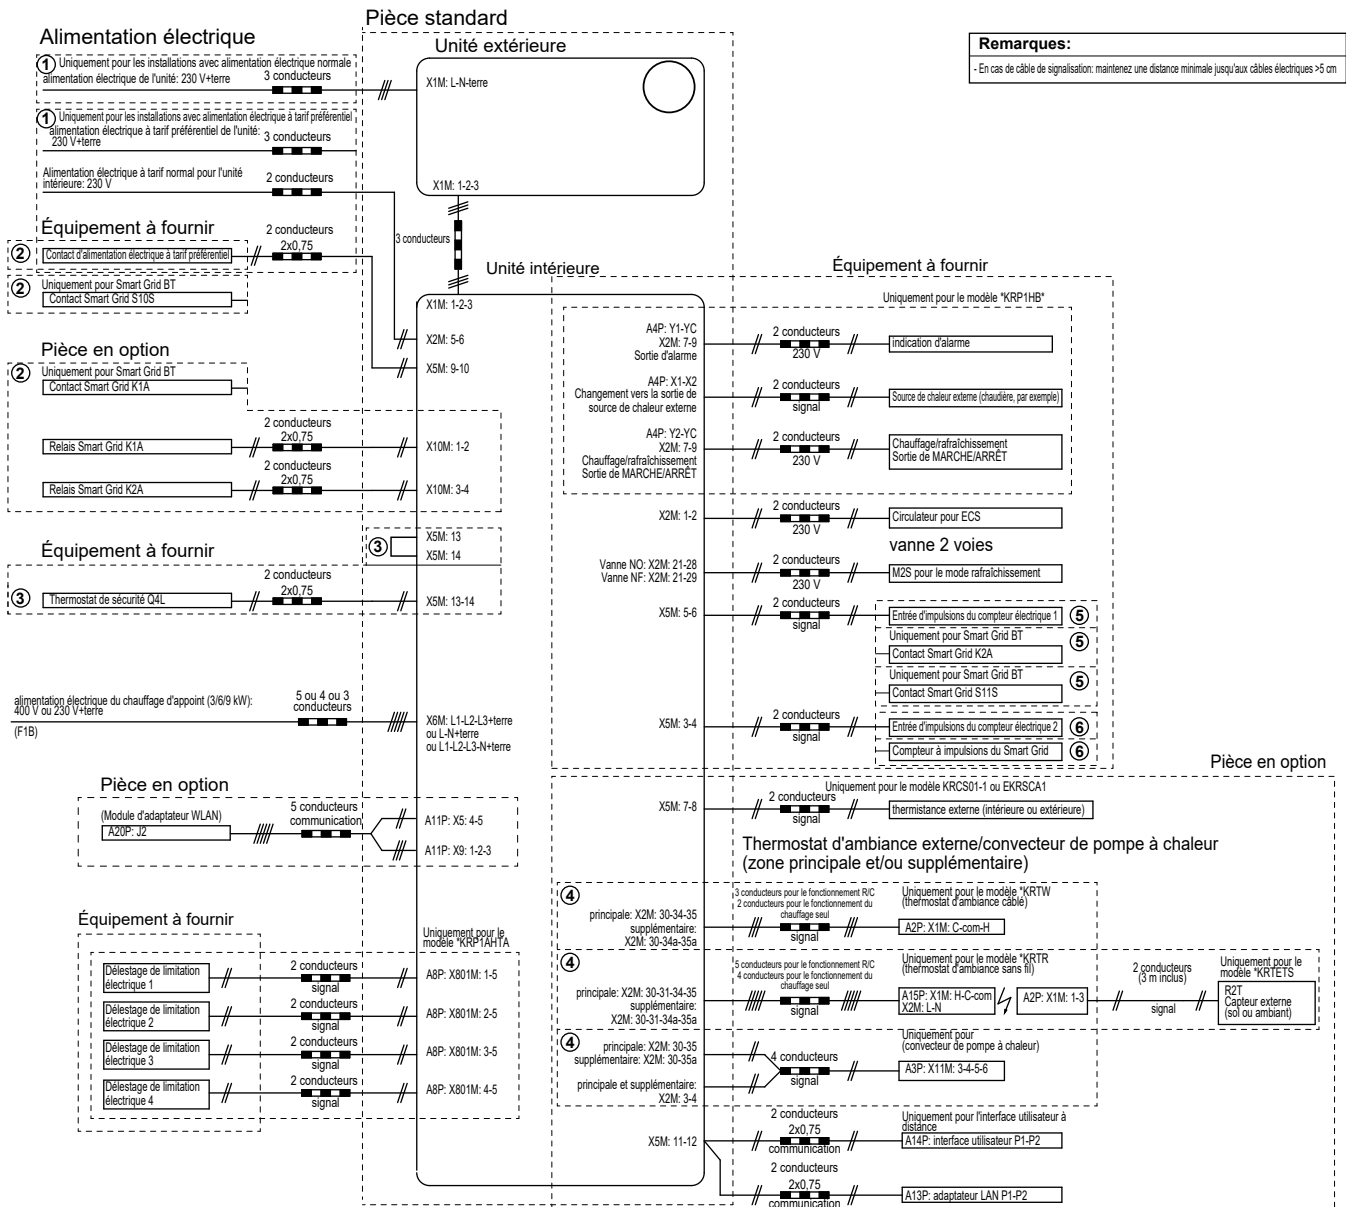 Pièce standard
Alimentation électrique
Unité extérieure
Remarques:
- En cas de câble de signalisation: maintenez une distance minimale jusqu'aux câbles électriques >5 cm
1 Uniquement pour les installations avec alimentation électrique normale
alimentation électrique de l'unité: 230 V+terre
3 conducteurs
X1M: L-N-terre
1 Uniquement pour les installations avec alimentation électrique à tarif préférentiel
alimentation électrique à tarif préférentiel de l'unité:
230 V+terre
3 conducteurs
Alimentation électrique à tarif normal pour l'unité
intérieure: 230 V
2 conducteurs
X1M: 1-2-3
Équipement à fournir
2 conducteurs
2x0,75
2 Contact d'alimentation électrique à tarif préférentiel
3 conducteurs
2 Uniquement pour Smart Grid BT
Contact Smart Grid S10S
Unité intérieure
X1M: 1-2-3
X2M: 5-6
X5M: 9-10
Pièce en option
2 Uniquement pour Smart Grid BT
Contact Smart Grid K1A
2 conducteurs
2x0,75
Relais Smart Grid K1A
X10M: 1-2
2 conducteurs
2x0,75
Relais Smart Grid K2A
X10M: 3-4
3
X5M: 13
X5M: 14
Équipement à fournir
2 conducteurs
2x0,75
3 Thermostat de sécurité Q4L
X5M: 13-14
alimentation électrique du chauffage d'appoint (3/6/9 kW):
400 V ou 230 V+terre
(F1B)
5 ou 4 ou 3
conducteurs
X6M: L1-L2-L3+terre
ou L-N+terre
ou L1-L2-L3-N+terre
Pièce en option
(Module d'adaptateur WLAN)
A20P: J2
5 conducteurs
communication
A11P: X5: 4-5
A11P: X9: 1-2-3
Équipement à fournir
Uniquement pour le
modèle *KRP1AHTA
Délestage de limitation
électrique 1
2 conducteurs
signal
A8P: X801M: 1-5
Délestage de limitation
électrique 2
2 conducteurs
signal
A8P: X801M: 2-5
Délestage de limitation
électrique 3
2 conducteurs
signal
A8P: X801M: 3-5
Délestage de limitation
électrique 4
2 conducteurs
signal
A8P: X801M: 4-5
Équipement à fournir
Uniquement pour le modèle *KRP1HB*
A4P: Y1-YC
X2M: 7-9
Sortie d'alarme
2 conducteurs
230 V
indication d'alarme
A4P: X1-X2
Changement vers la sortie de
source de chaleur externe
2 conducteurs
signal
Source de chaleur externe (chaudière, par exemple)
A4P: Y2-YC
X2M: 7-9
Chauffage/rafraîchissement
Sortie de MARCHE/ARRÊT
2 conducteurs
230 V
Chauffage/rafraîchissement
Sortie de MARCHE/ARRÊT
X2M: 1-2
2 conducteurs
230 V
Circulateur pour ECS
vanne 2 voies
Vanne NO: X2M: 21-28
Vanne NF: X2M: 21-29
2 conducteurs
230 V
M2S pour le mode rafraîchissement
X5M: 5-6
2 conducteurs
signal
Entrée d'impulsions du compteur électrique 1 5
Uniquement pour Smart Grid BT
Contact Smart Grid K2A
5
Uniquement pour Smart Grid BT
Contact Smart Grid S11S
5
X5M: 3-4
2 conducteurs
signal
Entrée d'impulsions du compteur électrique 2 6
Compteur à impulsions du Smart Grid 6
Pièce en option
Uniquement pour le modèle KRCS01-1 ou EKRSCA1
X5M: 7-8
2 conducteurs
signal
thermistance externe (intérieure ou extérieure)
Thermostat d'ambiance externe/convecteur de pompe à chaleur
(zone principale et/ou supplémentaire)
4
principale: X2M: 30-34-35
supplémentaire:
X2M: 30-34a-35a
3 conducteurs pour le fonctionnement R/C
2 conducteurs pour le fonctionnement du
chauffage seul
signal
Uniquement pour le modèle *KRTW
(thermostat d'ambiance câblé)
A2P: X1M: C-com-H
4
principale: X2M: 30-31-34-35
supplémentaire:
X2M: 30-31-34a-35a
5 conducteurs pour le fonctionnement R/C
4 conducteurs pour le fonctionnement du
chauffage seul
signal
Uniquement pour le modèle *KRTR
(thermostat d'ambiance sans fil)
A15P: X1M: H-C-com
X2M: L-N
A2P: X1M: 1-3
2 conducteurs
(3 m inclus)
signal
Uniquement pour le
modèle *KRTETS
R2T
Capteur externe
(sol ou ambiant)
4
principale: X2M: 30-35
supplémentaire: X2M: 30-35a
principale et supplémentaire:
X2M: 3-4
4 conducteurs
signal
Uniquement pour
(convecteur de pompe à chaleur)
A3P: X11M: 3-4-5-6
X5M: 11-12
2 conducteurs
2x0,75
communication
Uniquement pour l'interface utilisateur à
distance
A14P: interface utilisateur P1-P2
2 conducteurs
2x0,75
communication
A13P: adaptateur LAN P1-P2